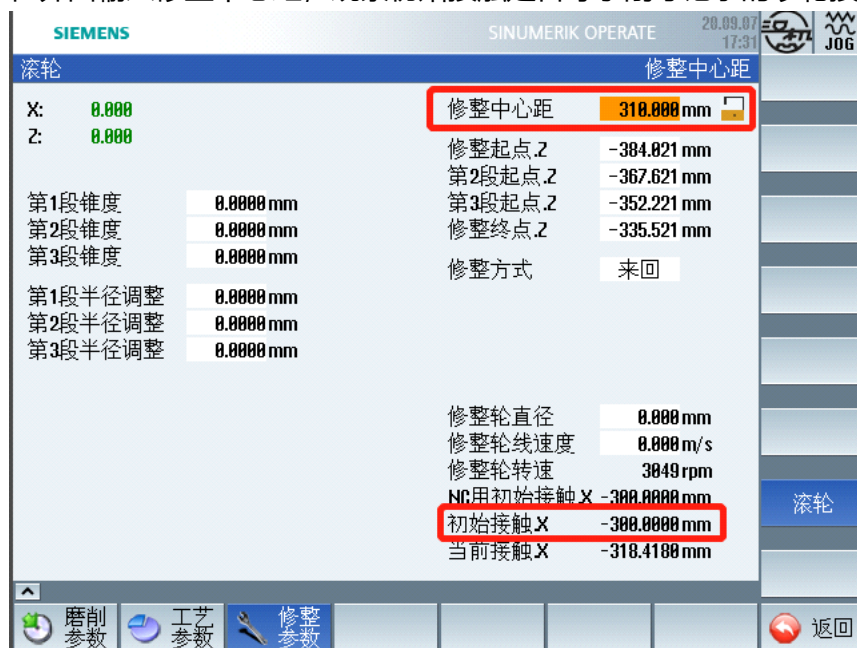 SIEMENS SINUMERIK OPERATE 20.09.07
17:31
JOG
滚轮 修整中心距
X: 0.000
Z: 0.000
第1段锥度 0.0000 mm
第2段锥度 0.0000 mm
第3段锥度 0.0000 mm
第1段半径调整 0.0000 mm
第2段半径调整 0.0000 mm
第3段半径调整 0.0000 mm
修整中心距 310.000 mm
修整起点.Z -384.021 mm
第2段起点.Z -367.621 mm
第3段起点.Z -352.221 mm
修整终点.Z -335.521 mm
修整方式 来回
修整轮直径 0.000 mm
修整轮线速度 0.000 m/s
修整轮转速 3049 rpm
NC用初始接触X -300.0000 mm
初始接触.X -300.0000 mm
当前接触.X -318.4180 mm
滚轮
磨削
参数
工艺
参数
修整
参数
返回